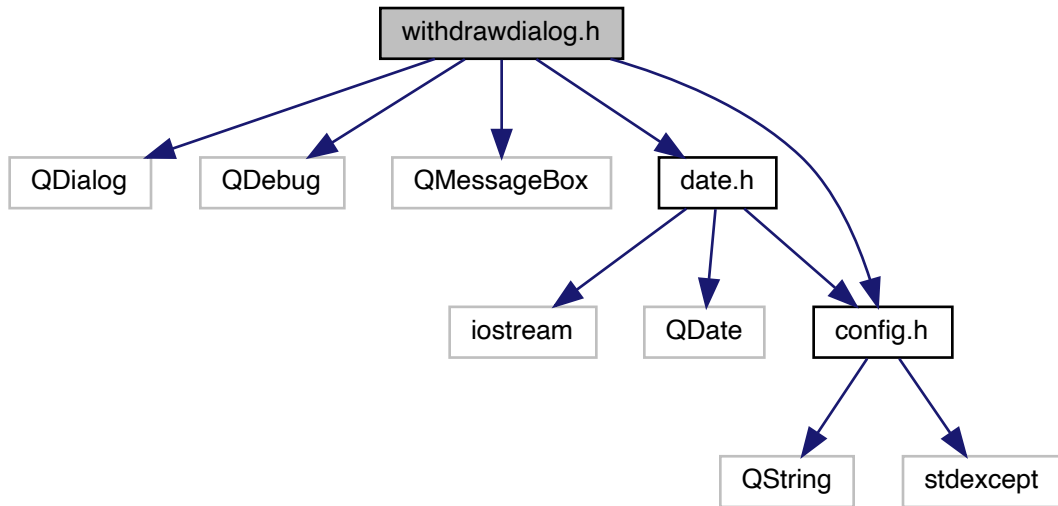 withdrawdialog.h
QDialog
QDebug
QMessageBox
date.h
iostream
QDate
config.h
QString
stdexcept